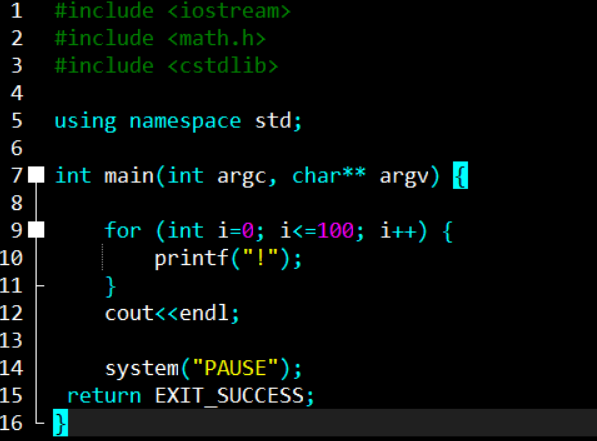 1 #include <iostream>
2 #include <math.h>
3 #include <cstdlib>
4
5 using namespace std;
6
7 int main(int argc, char** argv) {
8
9 for (int i=0; i<=100; i++) {
10 printf("!");
11 }
12 cout<<endl;
13
14 system("PAUSE");
15 return EXIT_SUCCESS;
16 }